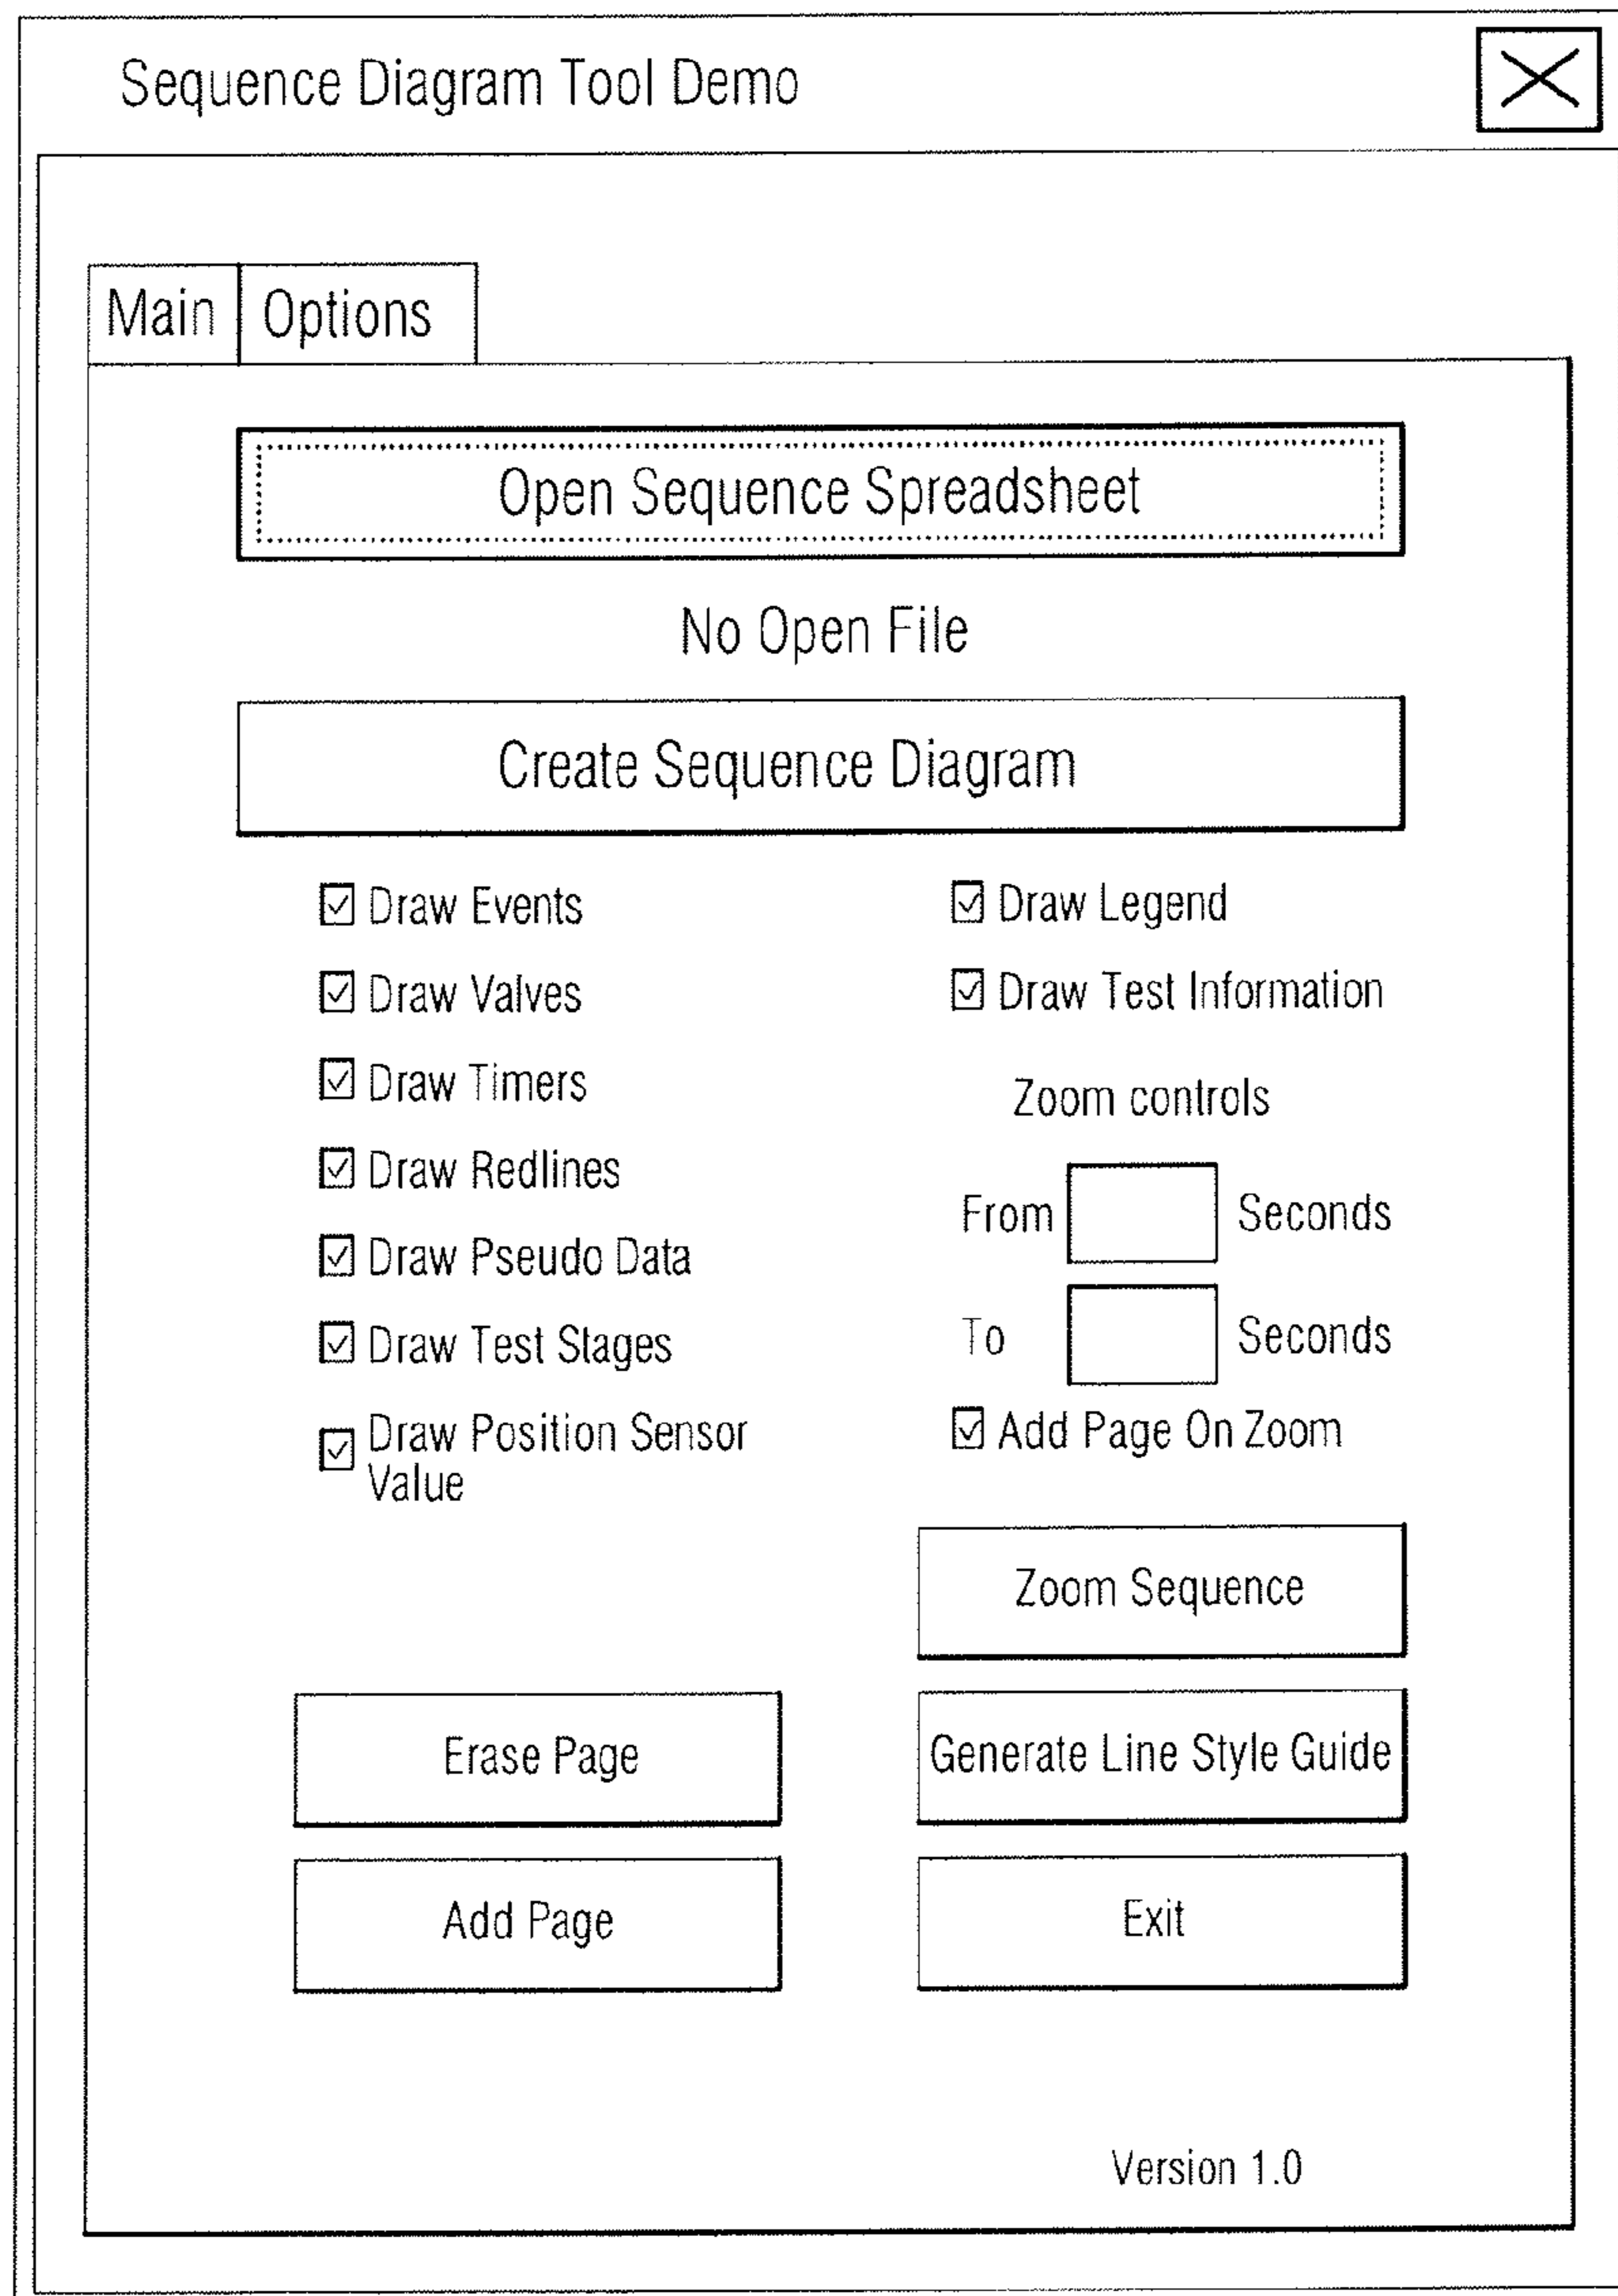 Sequence Diagram Tool Demo
Main Options
Open Sequence Spreadsheet
No Open File
Create Sequence Diagram
Draw Events
Draw Valves
Draw Timers
Draw Redlines
Draw Pseudo Data
Draw Test Stages
Draw Position Sensor
Value
Draw Legend
Draw Test Information
Zoom controls
From Seconds
To Seconds
Add Page On Zoom
Zoom Sequence
Erase Page
Generate Line Style Guide
Add Page
Exit
Version 1.0